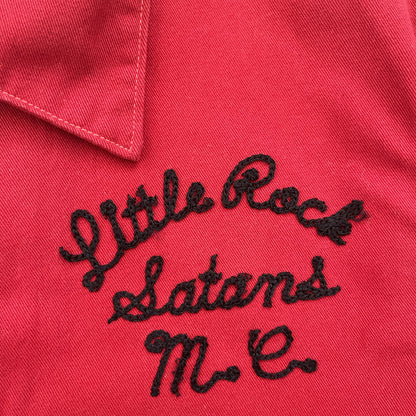 Little Rock
Satans
M.C.